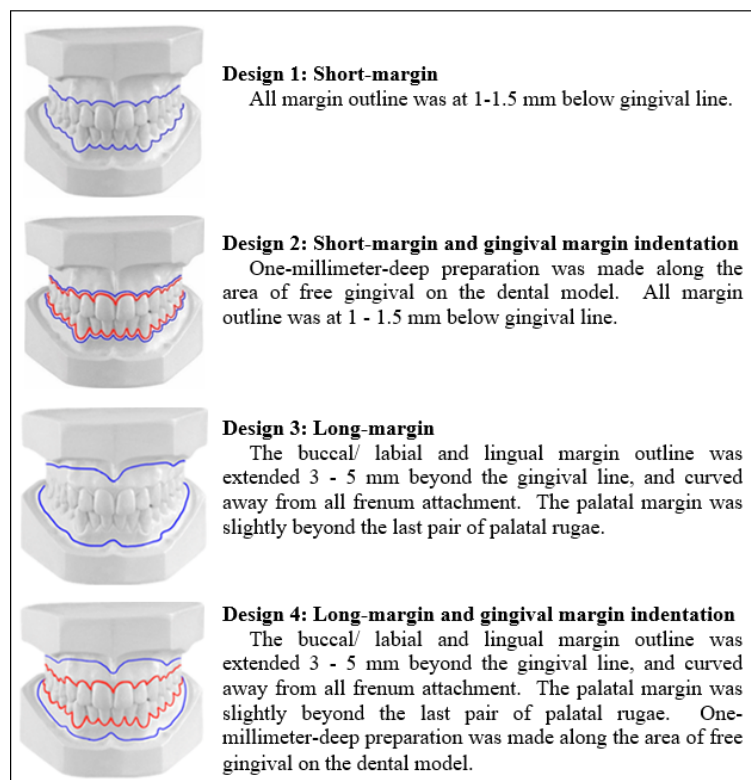 Design 1: Short-margin
All margin outline was at 1-1.5 mm below gingival line.
Design 2: Short-margin and gingival margin indentation
One-millimeter-deep preparation was made along the
area of free gingival on the dental model. All margin
outline was at 1 - 1.5 mm below gingival line.
Design 3: Long-margin
The buccal/ labial and lingual margin outline was
extended 3 - 5 mm beyond the gingival line, and curved
away from all frenum attachment. The palatal margin was
slightly beyond the last pair of palatal rugae.
Design 4: Long-margin and gingival margin indentation
The buccal/ labial and lingual margin outline was
extended 3 - 5 mm beyond the gingival line, and curved
away from all frenum attachment. The palatal margin was
slightly beyond the last pair of palatal rugae. One-
millimeter-deep preparation was made along the area of free
gingival on the dental model.